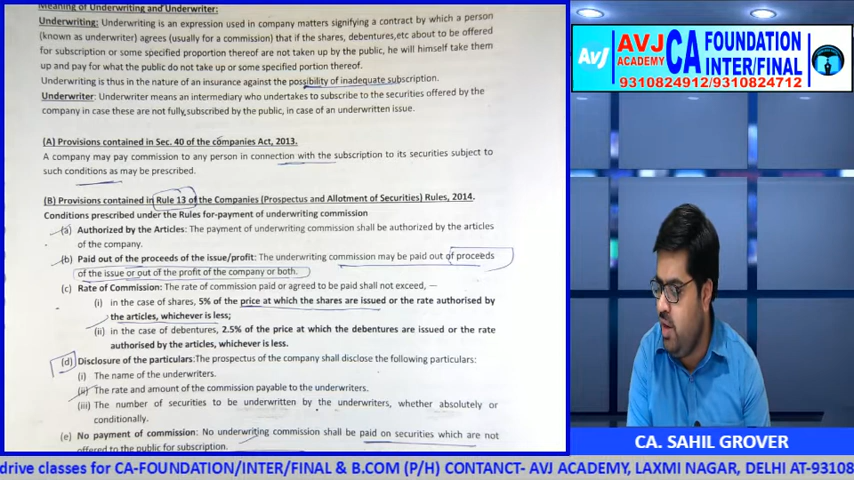 Meaning of Underwriting and Underwriter:
Underwriting: Underwriting is an expression used in company matters signifying a contract by which a person
(known as underwriter) agrees (usually for a commission) that if the shares, debentures,etc about to be offered
for subscription or some specified proportion thereof are not taken up by the public, he will himself take them
up and pay for what the public do not take up or some specified portion thereof.
Underwriting is thus in the nature of an insurance against the possibility of inadequate subscription.
Underwriter: Underwriter means an intermediary who undertakes to subscribe to the securities offered by the
company in case these are not fully subscribed by the public, in case of an underwritten issue.
(A) Provisions contained in Sec. 40 of the companies Act, 2013.
A company may pay commission to any person in connection with the subscription to its securities subject to
such conditions as may be prescribed.
(B) Provisions contained in Rule 13 of the Companies (Prospectus and Allotment of Securities) Rules, 2014.
Conditions prescribed under the Rules for-payment of underwriting commission
(a) Authorized by the Articles: The payment of underwriting commission shall be authorized by the articles
of the company.
(b) Paid out of the proceeds of the issue/profit: The underwriting commission may be paid out of proceeds
of the issue or out of the profit of the company or both.
(c) Rate of Commission: The rate of commission paid or agreed to be paid shall not exceed, —
(i) in the case of shares, 5% of the price at which the shares are issued or the rate authorised by
the articles, whichever is less;
(ii) in the case of debentures, 2.5% of the price at which the debentures are issued or the rate
authorised by the articles, whichever is less.
(d) Disclosure of the particulars: The prospectus of the company shall disclose the following particulars:
(i) The name of the underwriters.
(ii) The rate and amount of the commission payable to the underwriters.
(iii) The number of securities to be underwritten by the underwriters, whether absolutely or
conditionally.
(e) No payment of commission: No underwriting commission shall be paid on securities which are not
offered to the public for subscription.
AVJ
AVJ ACADEMY CA FOUNDATION INTER/FINAL
9310824912/9310824712
CA. SAHIL GROVER
drive classes for CA-FOUNDATION/INTER/FINAL & B.COM (P/H) CONTANCT- AVJ ACADEMY, LAXMI NAGAR, DELHI AT-93108